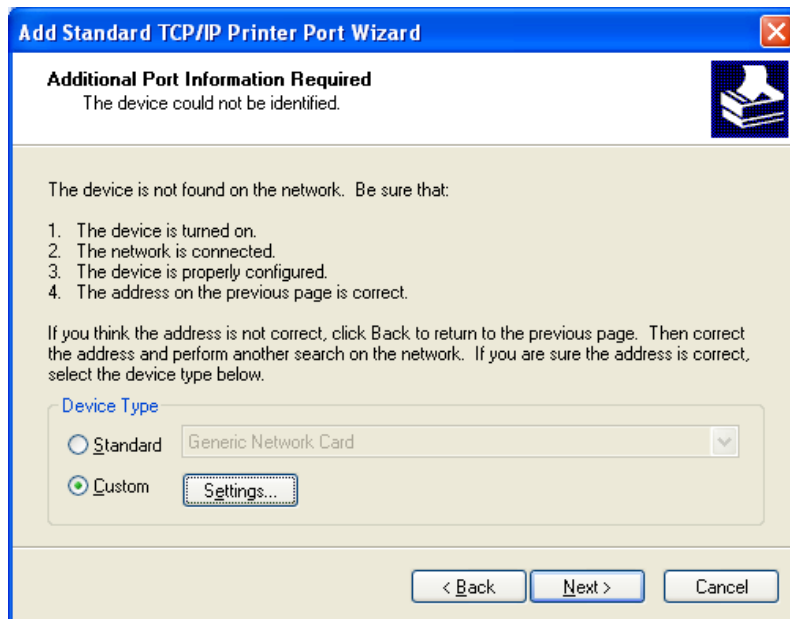 Add Standard TCP/IP Printer Port Wizard
Additional Port Information Required
The device could not be identified.
The device is not found on the network. Be sure that:
1. The device is turned on.
2. The network is connected.
3. The device is properly configured.
4. The address on the previous page is correct.
If you think the address is not correct, click Back to return to the previous page. Then correct
the address and perform another search on the network. If you are sure the address is correct,
select the device type below.
Device Type
Standard Generic Network Card
Custom Settings...
< Back Next > Cancel